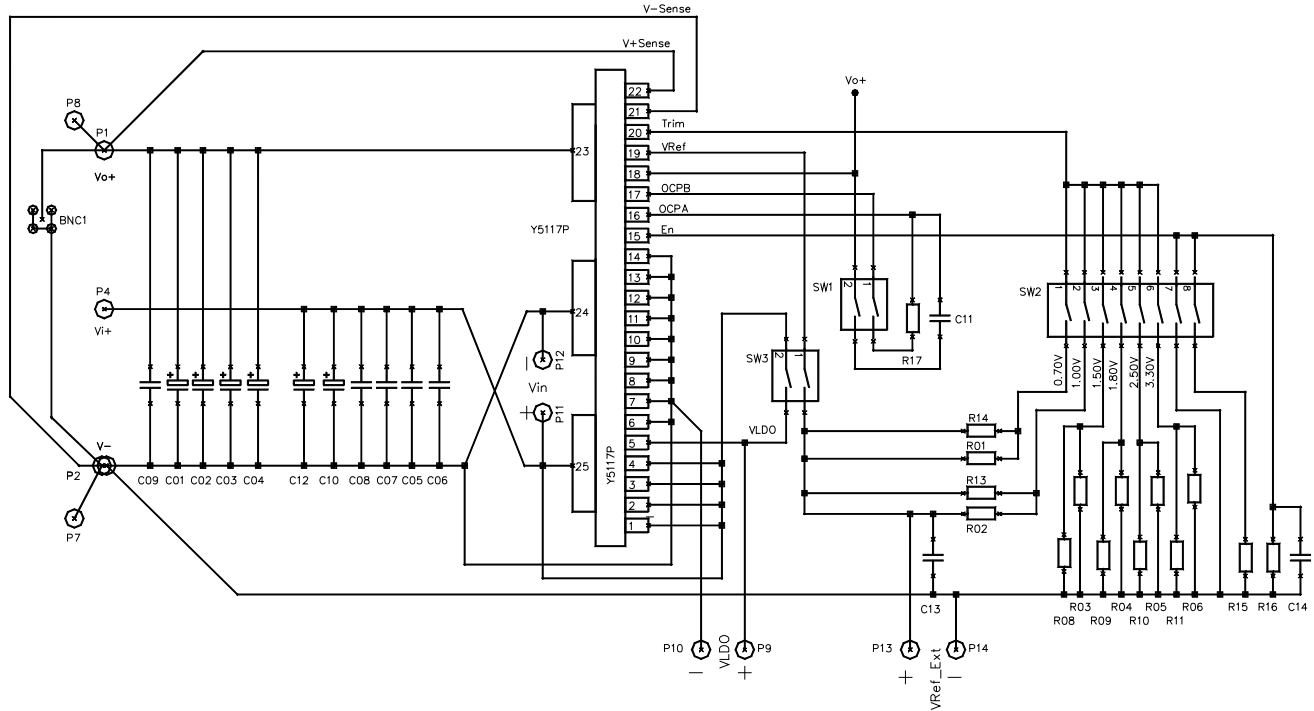 V-Sense
V+Sense
P8
P1
Vo+
BNC1
P4
Vi+
V-
P2
P7
C09 C01 C02 C03 C04 C12 C10 C08 C07 C05 C06
+ + + + + +
23
24
25
Y5117P
Y5117P
22
21
20
19
18
17
16
15
14
13
12
11
10
9
8
7
6
5
4
3
2
1
Trim
VRef
OCPB
OCPA
En
VLDO
− P12
Vin
+ P11
Vo+
SW1
2 1
R17
C11
SW3
2 1
SW2
1 2 3 4 5 6 7 8
0.70V
1.00V
1.50V
1.80V
2.50V
3.30V
R14
R01
R13
R02
C13
R03 R04 R05 R06 R15 R16 C14
R08 R09 R10 R11
P10 VLDO P9
− +
P13 VRef_Ext P14
+ −